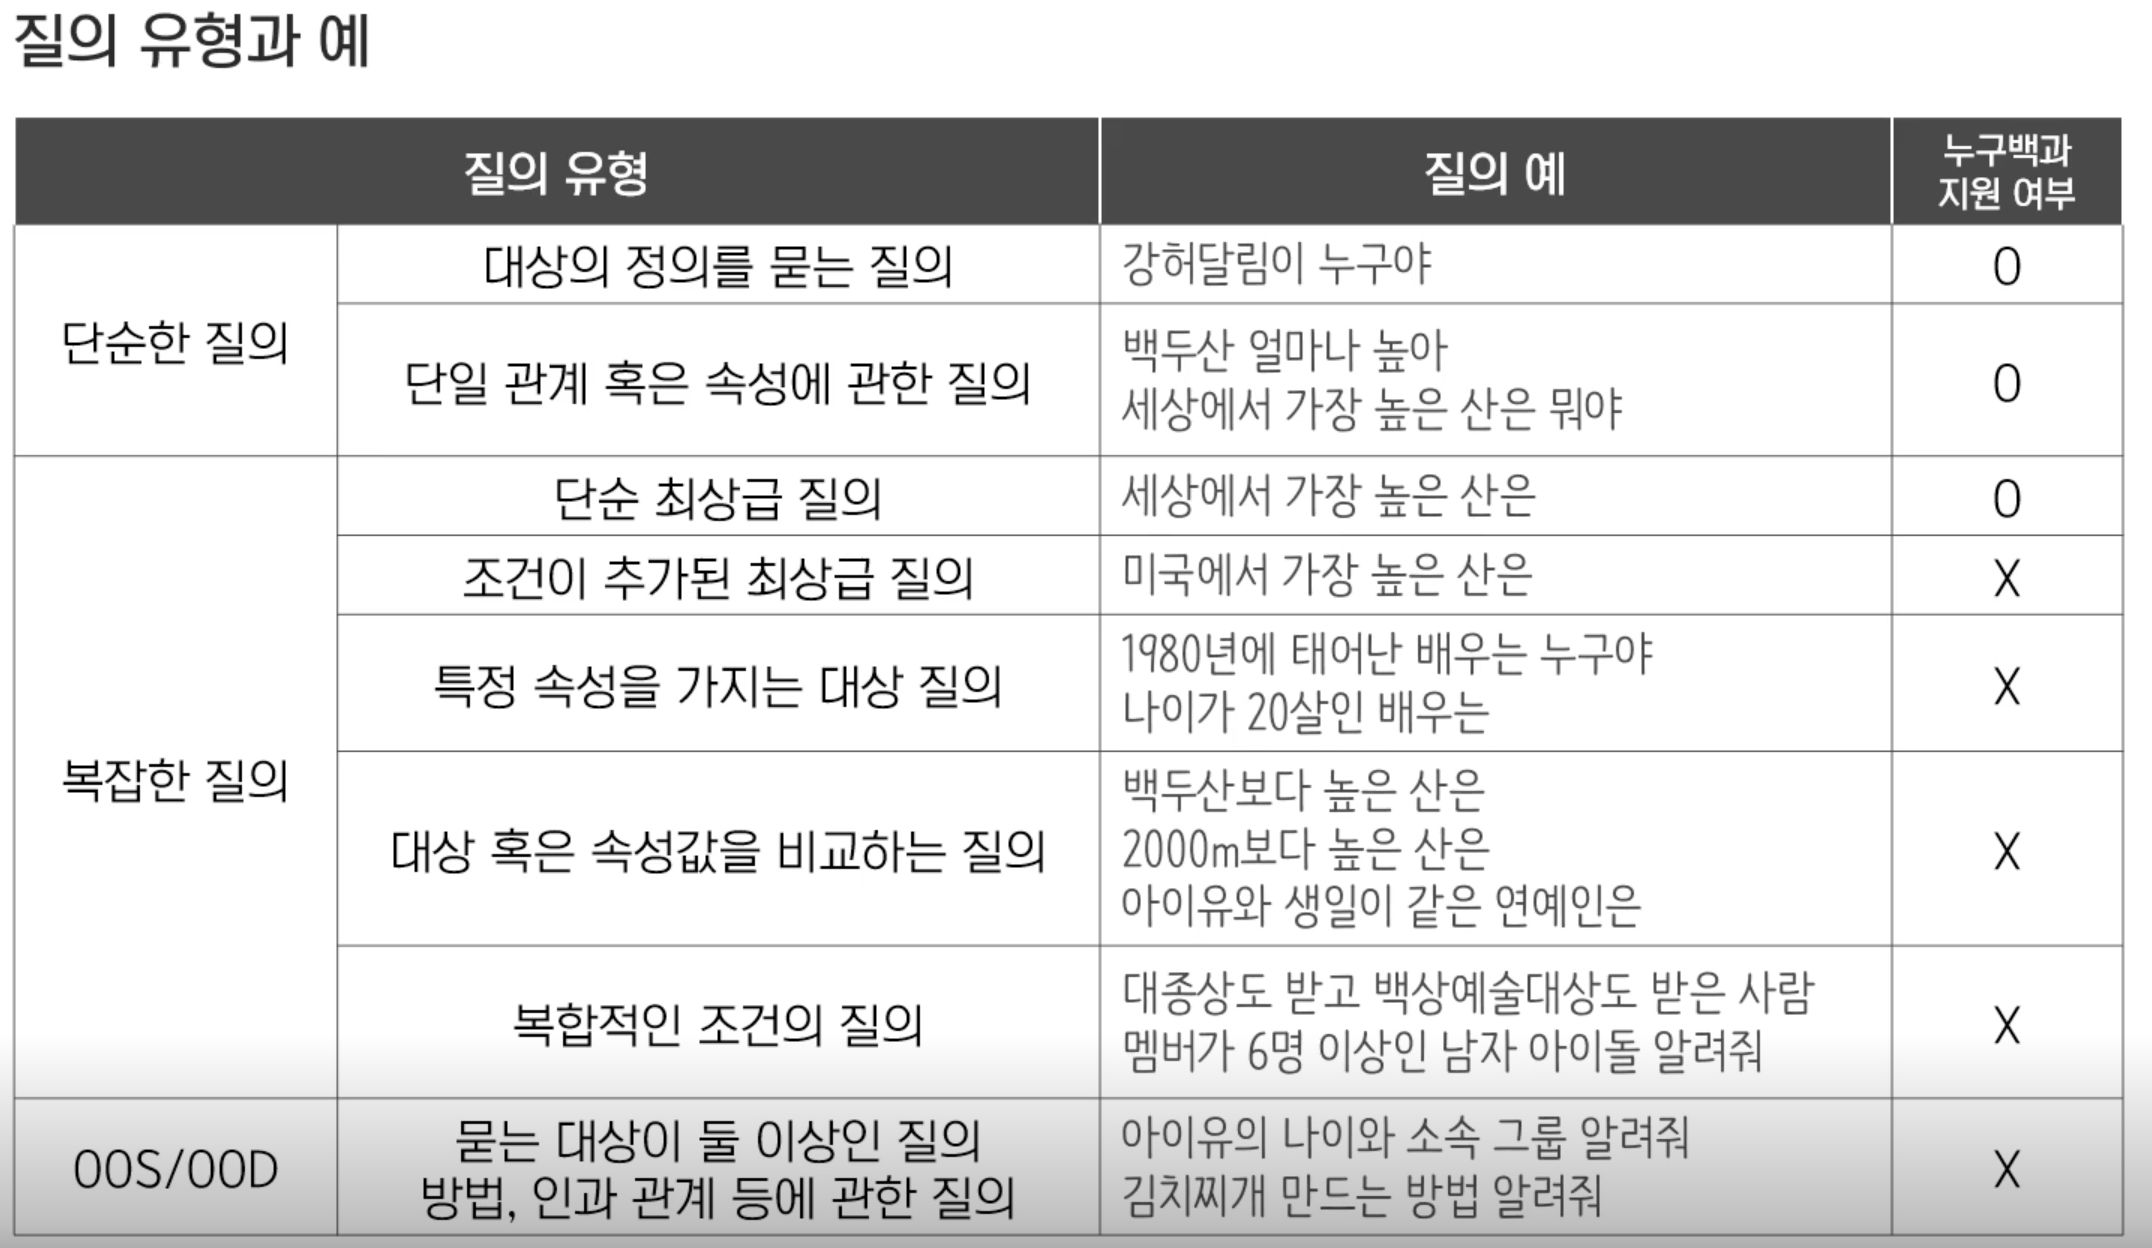 질의 유형과 예
질의 유형
질의 예
누구백과
지원 여부
단순한 질의
대상의 정의를 묻는 질의
강허달림이 누구야
O
단일 관계 혹은 속성에 관한 질의
백두산 얼마나 높아
세상에서 가장 높은 산은 뭐야
O
복잡한 질의
단순 최상급 질의
세상에서 가장 높은 산은
O
조건이 추가된 최상급 질의
미국에서 가장 높은 산은
X
특정 속성을 가지는 대상 질의
1980년에 태어난 배우는 누구야
나이가 20살인 배우는
X
대상 혹은 속성값을 비교하는 질의
백두산보다 높은 산은
2000m보다 높은 산은
아이유와 생일이 같은 연예인은
X
복합적인 조건의 질의
대종상도 받고 백상예술대상도 받은 사람
멤버가 6명 이상인 남자 아이돌 알려줘
X
OOS/OOD
묻는 대상이 둘 이상인 질의
방법, 인과 관계 등에 관한 질의
아이유의 나이와 소속 그룹 알려줘
김치찌개 만드는 방법 알려줘
X